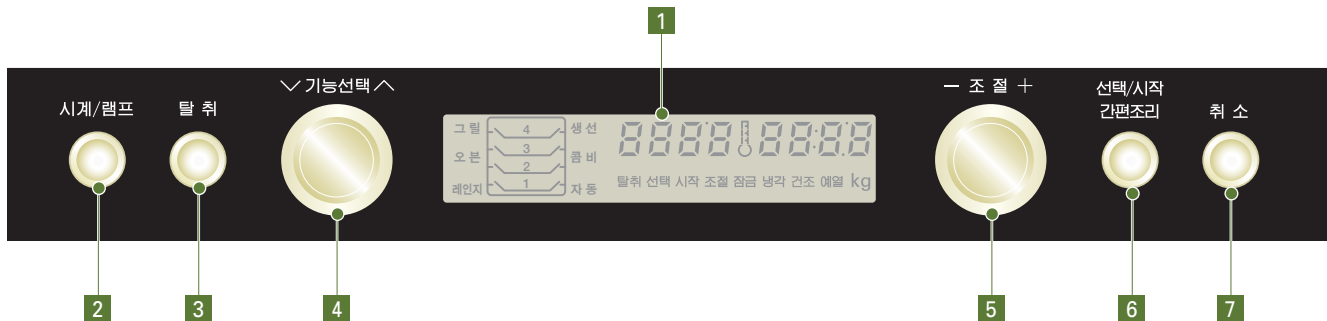 1
시계/램프
탈 취
기능선택
그릴
오븐
레인지
4
3
2
1
생선
콤비
자동
8888 88:8.8
탈취 선택 시작 조절 잠금 냉각 건조 예열 kg
− 조 절 +
선택/시작
간편조리
취 소
2
3
4
5
6
7